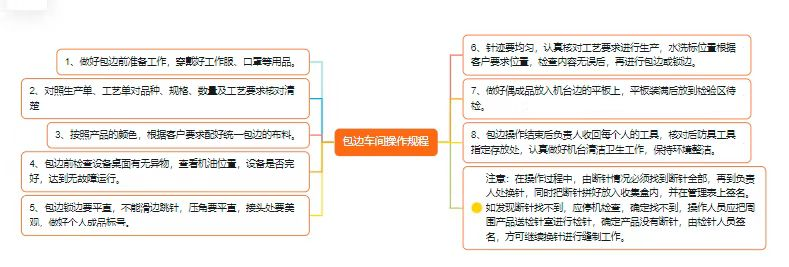 1、做好包边前准备工作，穿戴好工作服、口罩等用品。
2、对照生产单、工艺单对品种、规格、数量及工艺要求核对清
楚
3、按照产品的颜色，根据客户要求配好统一包边的布料。
4、包边前检查设备桌面有无异物，查看机油位置，设备是否完
好，达到无故障运行。
5、包边锁边要平直，不能滑边跳针，压角要平直，接头处要美
观，做好个人成品标号。
包边车间操作规程
6、针迹要均匀，认真核对工艺要求进行生产，水洗标位置根据
客户要求位置，检查内容无误后，再进行包边或锁边。
7、做好偶成品放入机台边的平板上，平板装满后放到检验区待
检。
8、包边操作结束后负责人收回每个人的工具，核对后防具工具
指定存放处，认真做好机台清洁卫生工作，保持环境整洁。
注意：在操作过程中，由断针情况必须找到断针全部，再到负责
人处换针，同时把断针拼好放入收集盒内，并在管理表上签名。
如发现断针找不到，应停机检查，确定找不到，操作人员应把周
围产品送检针室进行检针，确定产品没有断针，由检针人员签
名，方可继续换针进行缝制工作。